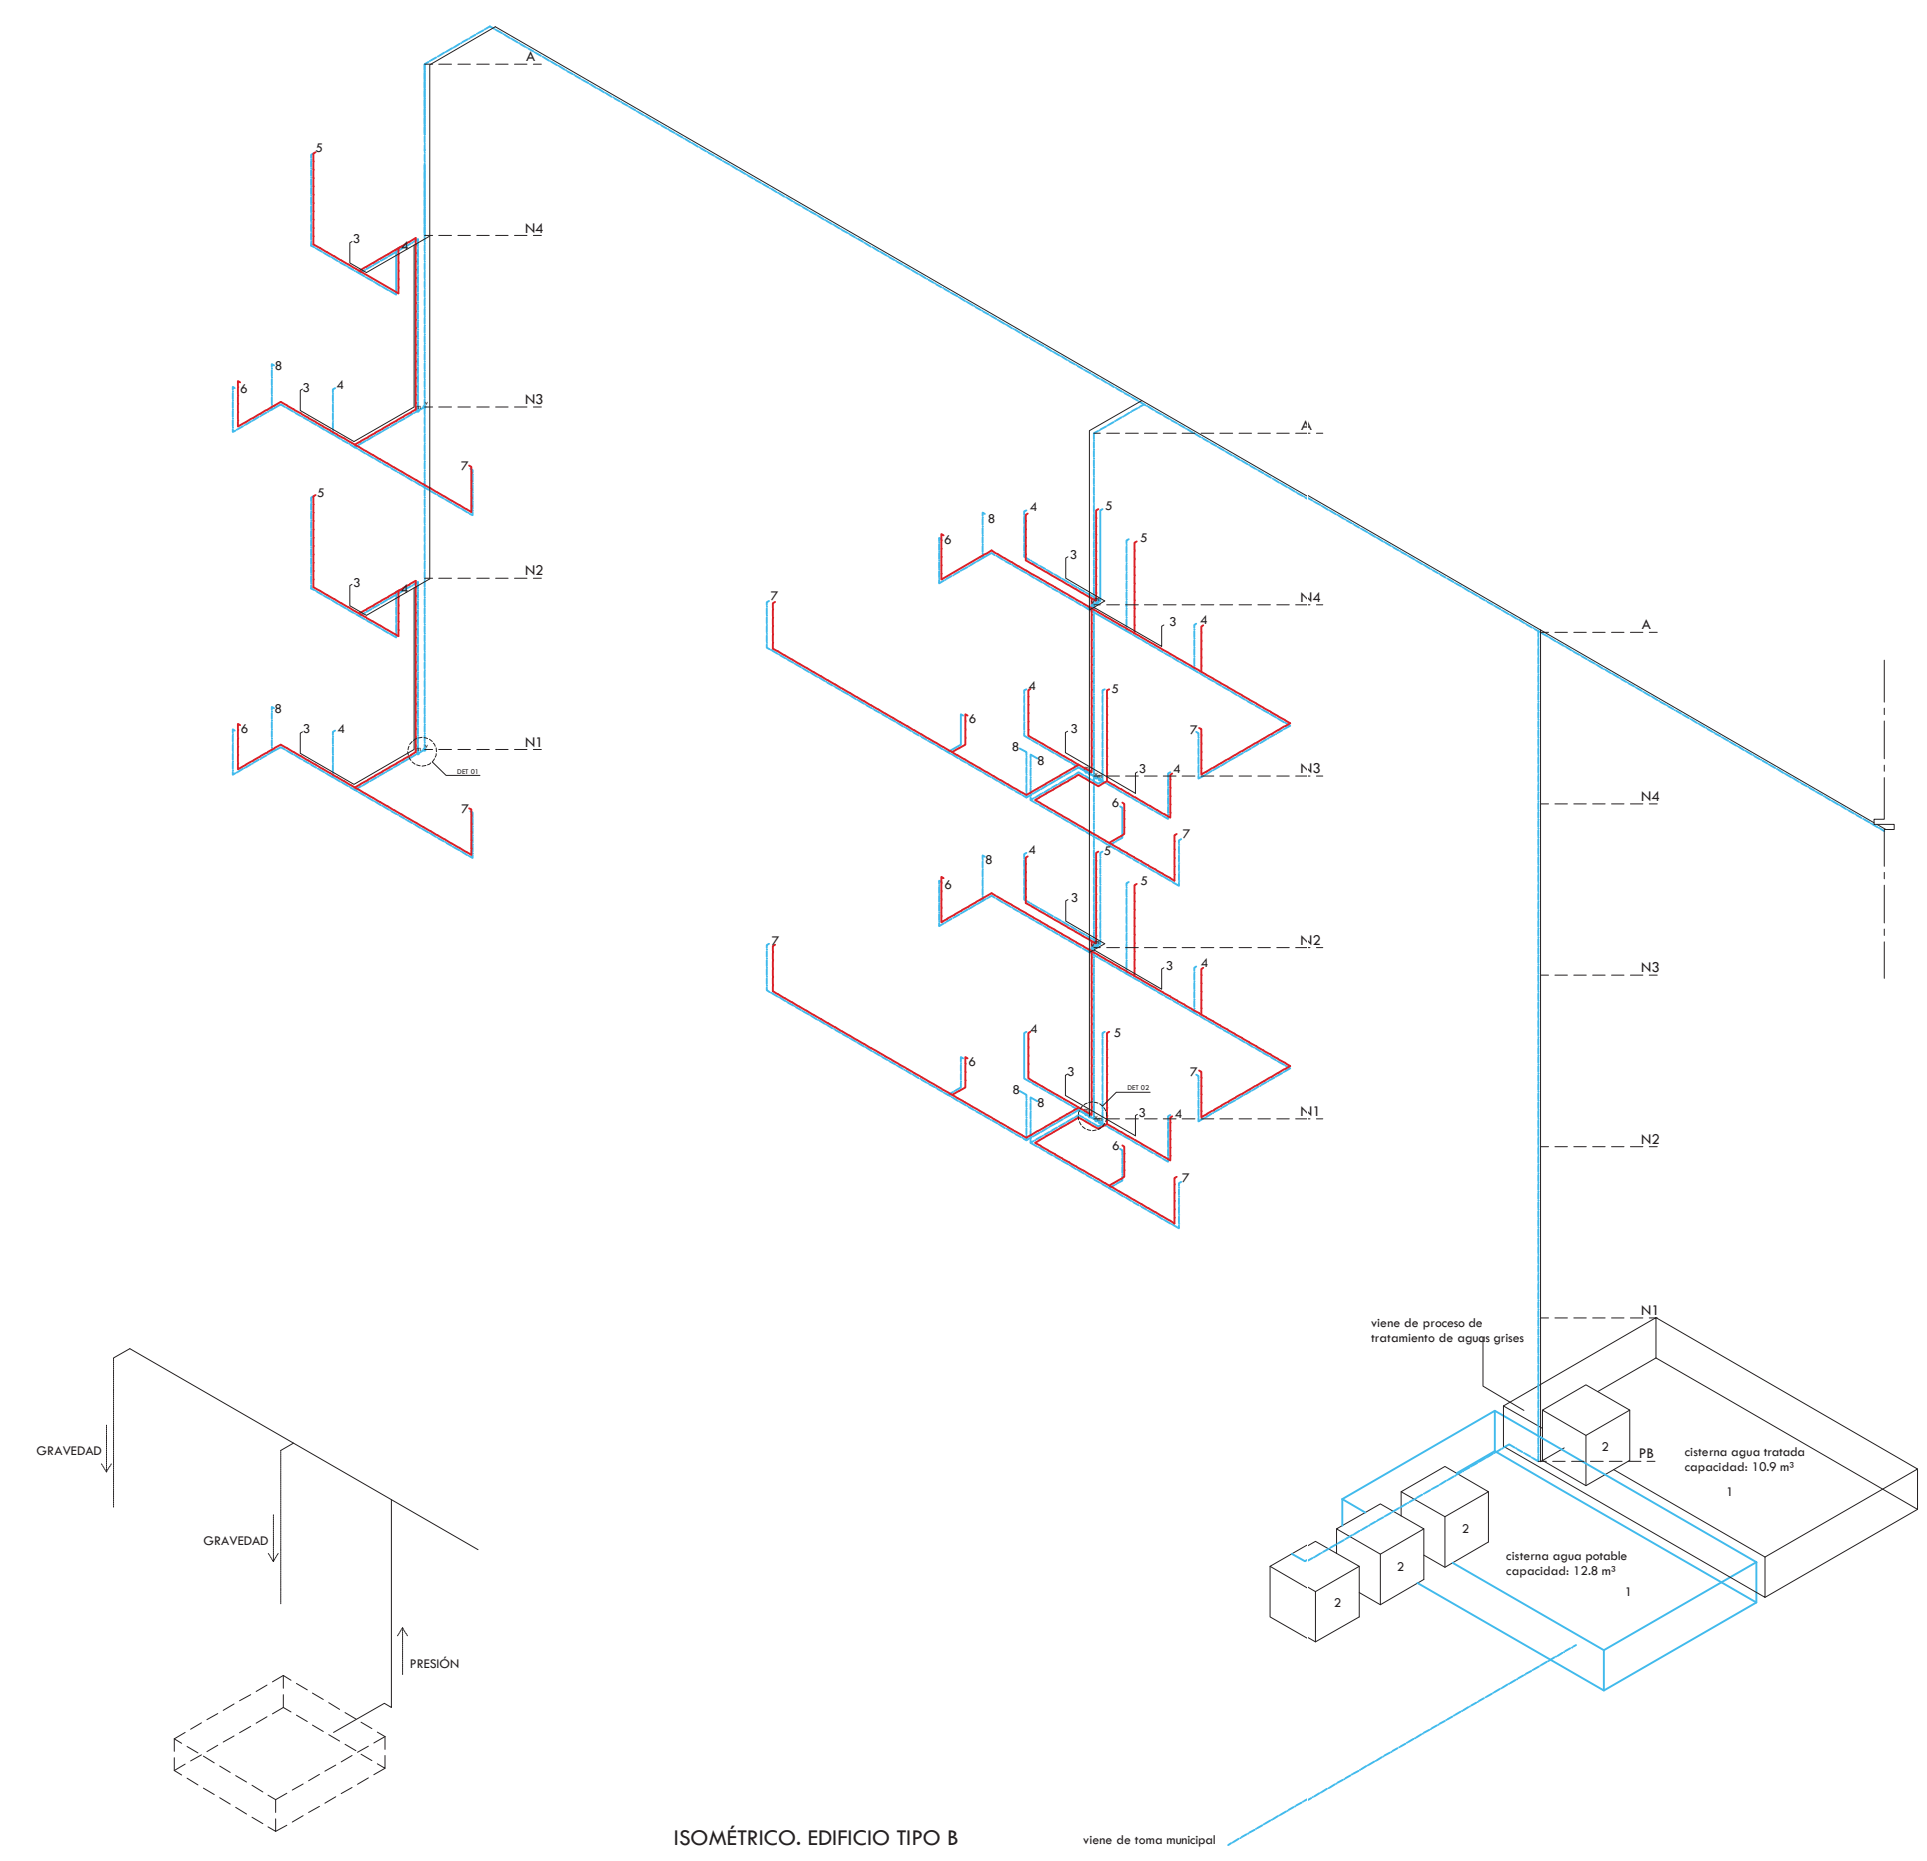 A
5
N4
3
4
8
6
3
4
N3
7
5
N2
3
4
8
6
3
4
N1
DET 01
7
A
8
4
5
6
3
5
7
N4
3
4
4
5
6
3
7
8
8
N3
3
4
6
7
8
4
5
6
3
5
7
N2
3
4
4
5
6
3
7
8
8
DET 02
3
4
N1
6
7
A
N4
N3
N2
N1
viene de proceso de
tratamiento de aguas grises
2
PB
cisterna agua tratada
capacidad: 10.9 m³
1
2
2
2
cisterna agua potable
capacidad: 12.8 m³
1
GRAVEDAD
GRAVEDAD
PRESIÓN
ISOMÉTRICO. EDIFICIO TIPO B
viene de toma municipal